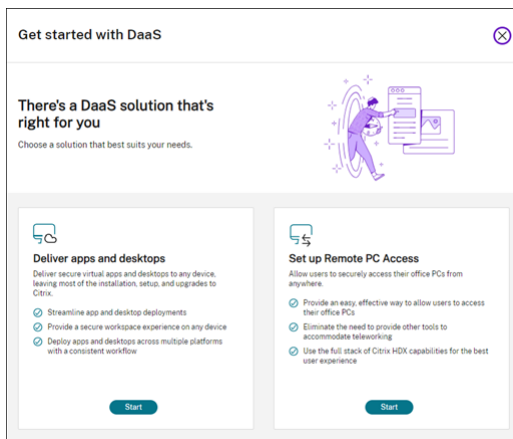 Get started with DaaS
There's a DaaS solution that's
right for you
Choose a solution that best suits your needs.
Deliver apps and desktops
Deliver secure virtual apps and desktops to any device,
leaving most of the installation, setup, and upgrades to
Citrix.
Streamline app and desktop deployments
Provide a secure workspace experience on any device
Deploy apps and desktops across multiple platforms
with a consistent workflow
Start
Set up Remote PC Access
Allow users to securely access their office PCs from
anywhere.
Provide an easy, effective way to allow users to access
their office PCs
Eliminate the need to provide other tools to
accommodate teleworking
Use the full stack of Citrix HDX capabilities for the best
user experience
Start